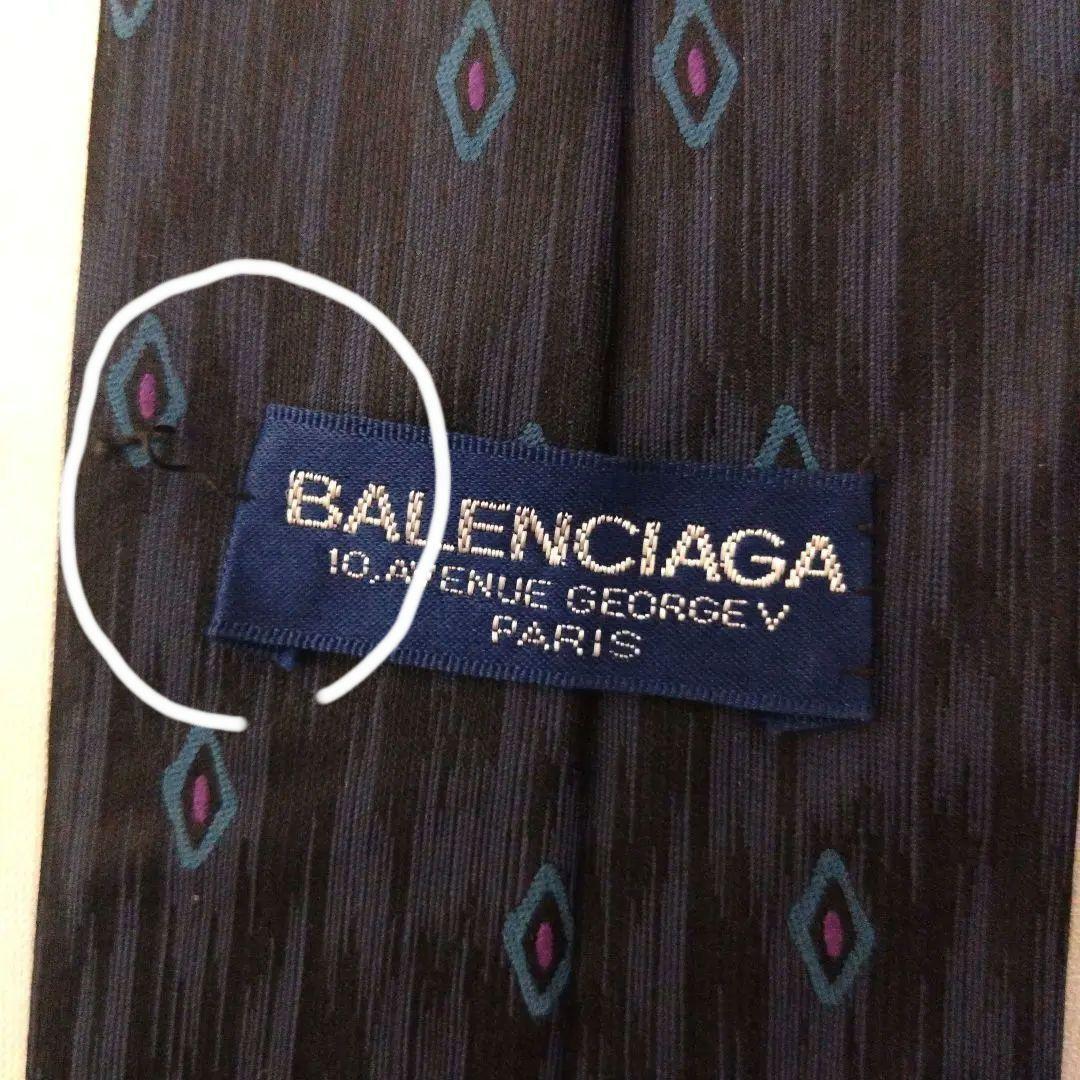 BALENCIAGA
10, AVENUE GEORGE V
PARIS